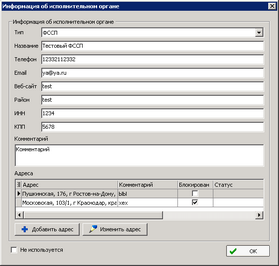 Информация об исполнительном органе
Информация об исполнительном органе
Тип ФССП
Название Тестовый ФССП
Телефон 12332112332
Email ya@ya.ru
Веб-сайт test
Район test
ИНН 1234
КПП 5678
Комментарий
Комментарий
Адреса
Адрес Комментарий Блокирован Статус
Пушкинская, 176, г Ростов-на-Дону, ыы
Московская, 103/1, г Краснодар, кра хех
Добавить адрес Изменить адрес
Не используется OK